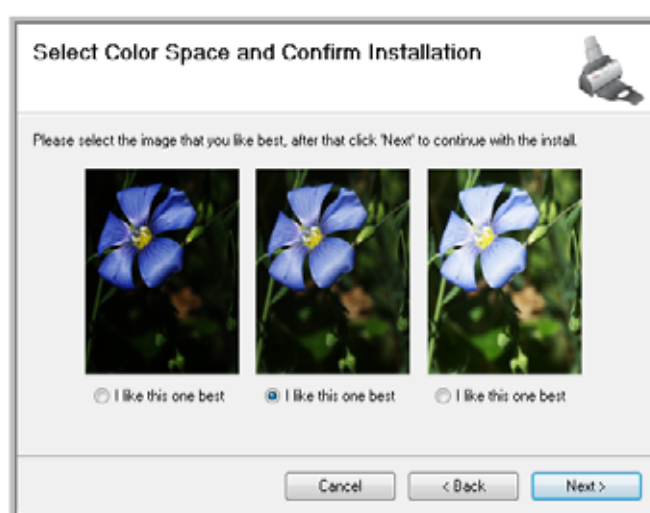 Select Color Space and Confirm Installation
Please select the image that you like best, after that click 'Next' to continue with the install.
I like this one best
I like this one best
I like this one best
Cancel
< Back
Next >